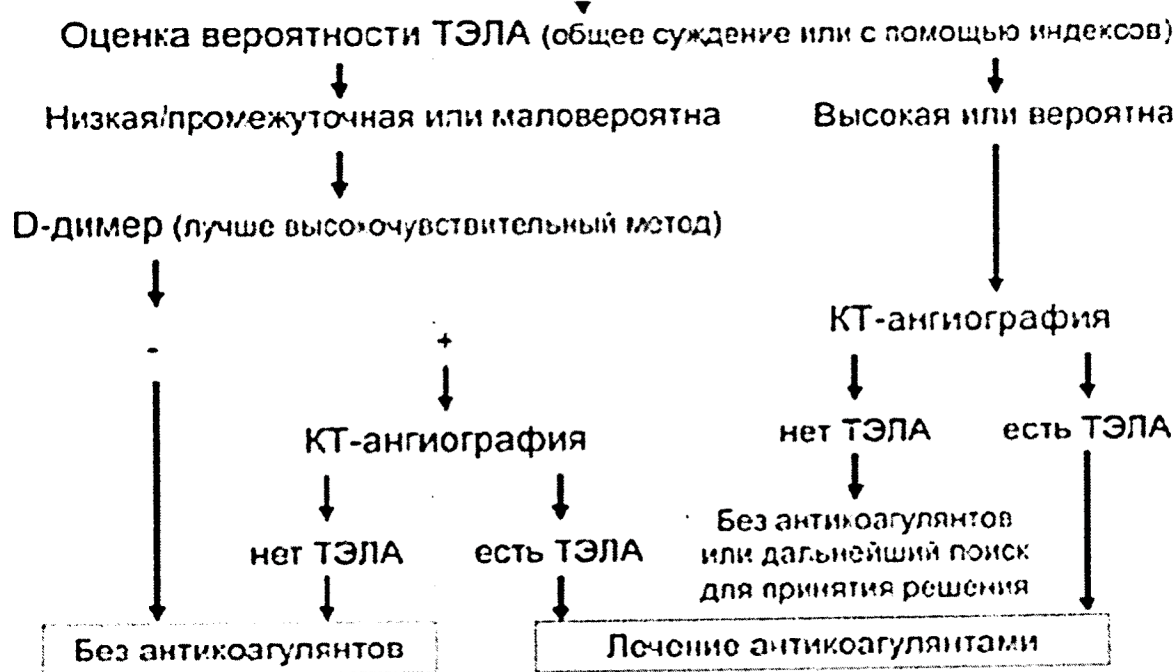 Оценка вероятности ТЭЛА (общее суждение или с помощью индексов)
Низкая/промежуточная или маловероятна
Высокая или вероятна
D-димер (лучше высокочувствительный метод)
-
+
КТ-ангиография
КТ-ангиография
нет ТЭЛА
есть ТЭЛА
нет ТЭЛА
есть ТЭЛА
Без антикоагулянтов
или дальнейший поиск
для принятия решения
Без антикоагулянтов
Лечение антикоагулянтами